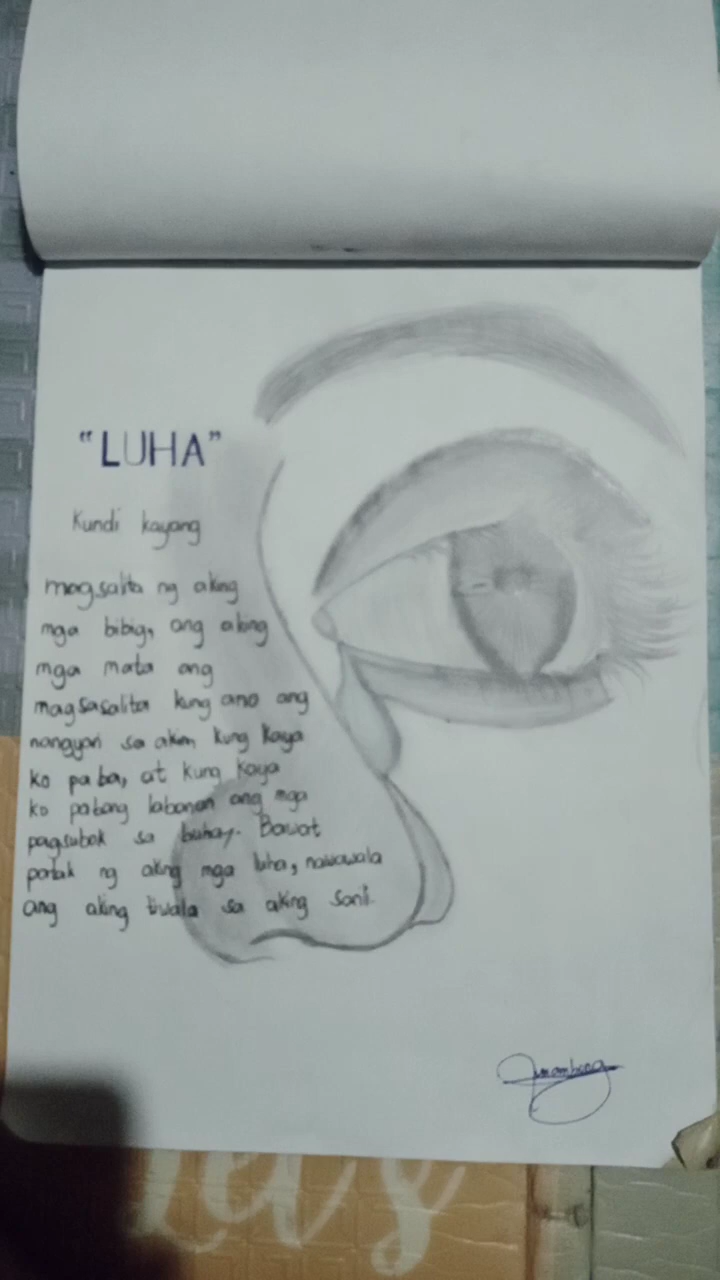 "LUHA"
Kundi kayang
magsalita ng aking
mga bibig, ang aking
mga mata ang
magsasalita kung ano ang
nangyari sa akin kung kaya
ko pa ba, at kung kaya
ko pabang labanan ang mga
pagsubok sa buhay. Bawat
patak ng aking mga luha, nawawala
ang aking tiwala sa aking sarili.
Let's